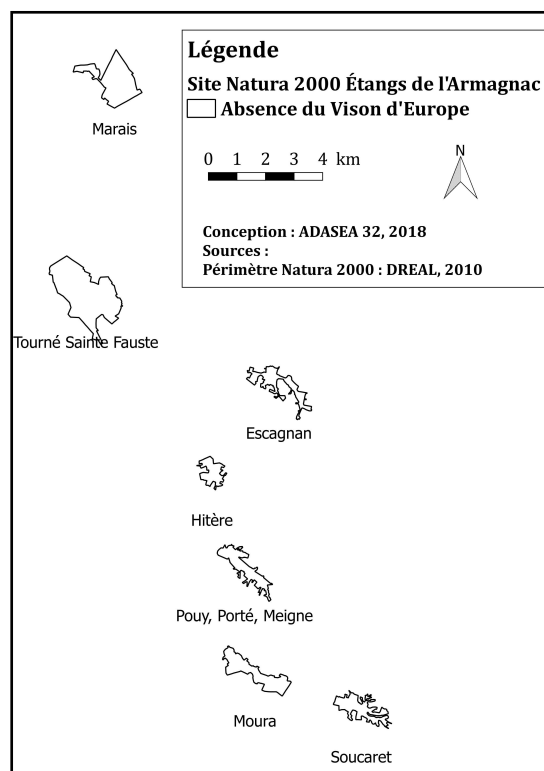 Légende
Site Natura 2000 Étangs de l'Armagnac
Absence du Vison d'Europe
0 1 2 3 4 km
N
Conception : ADASEA 32, 2018
Sources :
Périmètre Natura 2000 : DREAL, 2010
Marais
Tourné Sainte Fauste
Escagnan
Hitère
Pouy, Porté, Meigne
Moura
Soucaret